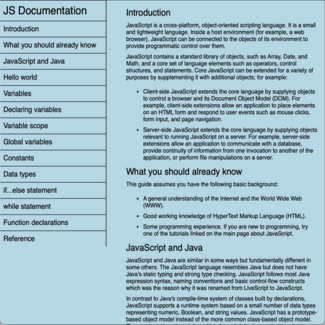 JS Documentation
Introduction
What you should already know
JavaScript and Java
Hello world
Variables
Declaring variables
Variable scope
Global variables
Constants
Data types
if...else statement
while statement
Function declarations
Reference
Introduction
JavaScript is a cross-platform, object-oriented scripting language. It is a small
and lightweight language. Inside a host environment (for example, a web
browser), JavaScript can be connected to the objects of its environment to
provide programmatic control over them.
JavaScript contains a standard library of objects, such as Array, Date, and
Math, and a core set of language elements such as operators, control
structures, and statements. Core JavaScript can be extended for a variety of
purposes by supplementing it with additional objects; for example:
• Client-side JavaScript extends the core language by supplying objects
to control a browser and its Document Object Model (DOM). For
example, client-side extensions allow an application to place elements
on an HTML form and respond to user events such as mouse clicks,
form input, and page navigation.
• Server-side JavaScript extends the core language by supplying objects
relevant to running JavaScript on a server. For example, server-side
extensions allow an application to communicate with a database,
provide continuity of information from one invocation to another of the
application, or perform file manipulations on a server.
What you should already know
This guide assumes you have the following basic background:
• A general understanding of the Internet and the World Wide Web
(WWW).
• Good working knowledge of HyperText Markup Language (HTML).
• Some programming experience. If you are new to programming, try
one of the tutorials linked on the main page about JavaScript.
JavaScript and Java
JavaScript and Java are similar in some ways but fundamentally different in
some others. The JavaScript language resembles Java but does not have
Java's static typing and strong type checking. JavaScript follows most Java
expression syntax, naming conventions and basic control-flow constructs
which was the reason why it was renamed from LiveScript to JavaScript.
In contrast to Java's compile-time system of classes built by declarations,
JavaScript supports a runtime system based on a small number of data types
representing numeric, Boolean, and string values. JavaScript has a prototype-
based object model instead of the more common class-based object model.